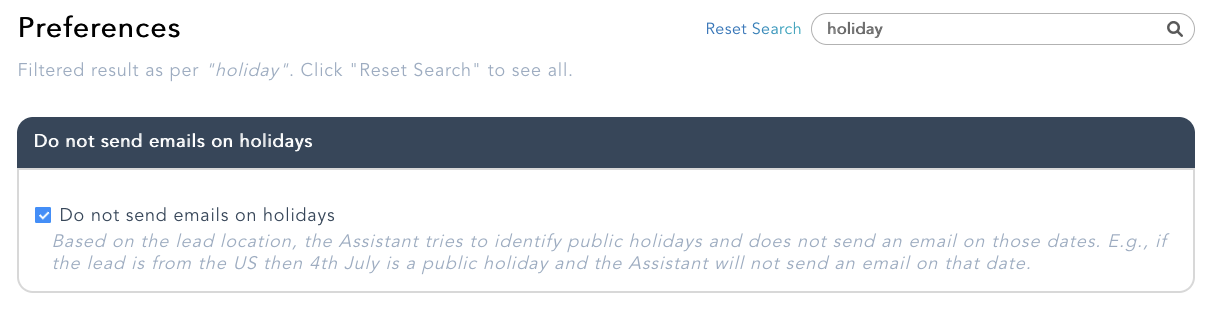 Preferences
Reset Search
holiday
Filtered result as per "holiday". Click "Reset Search" to see all.
Do not send emails on holidays
Do not send emails on holidays
Based on the lead location, the Assistant tries to identify public holidays and does not send an email on those dates. E.g., if
the lead is from the US then 4th July is a public holiday and the Assistant will not send an email on that date.